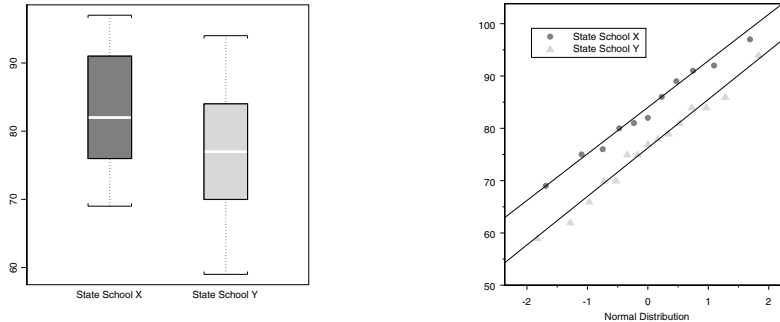 90
80
70
60
State School X State School Y
100
90
80
70
60
50
State School X
State School Y
-2 -1 0 1 2
Normal Distribution